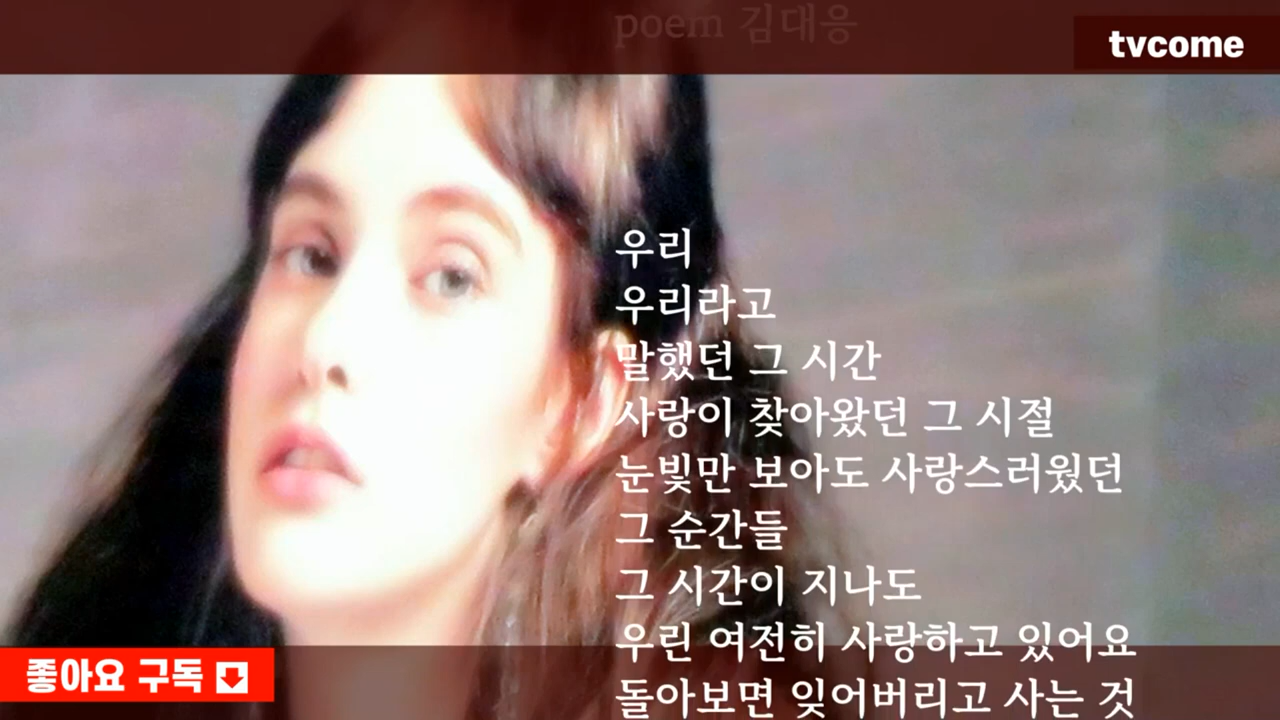 poem 김대응
tvcome
우리
우리라고
말했던 그 시간
사랑이 찾아왔던 그 시절
눈빛만 보아도 사랑스러웠던
그 순간들
그 시간이 지나도
우린 여전히 사랑하고 있어요
돌아보면 잊어버리고 사는 것
좋아요 구독